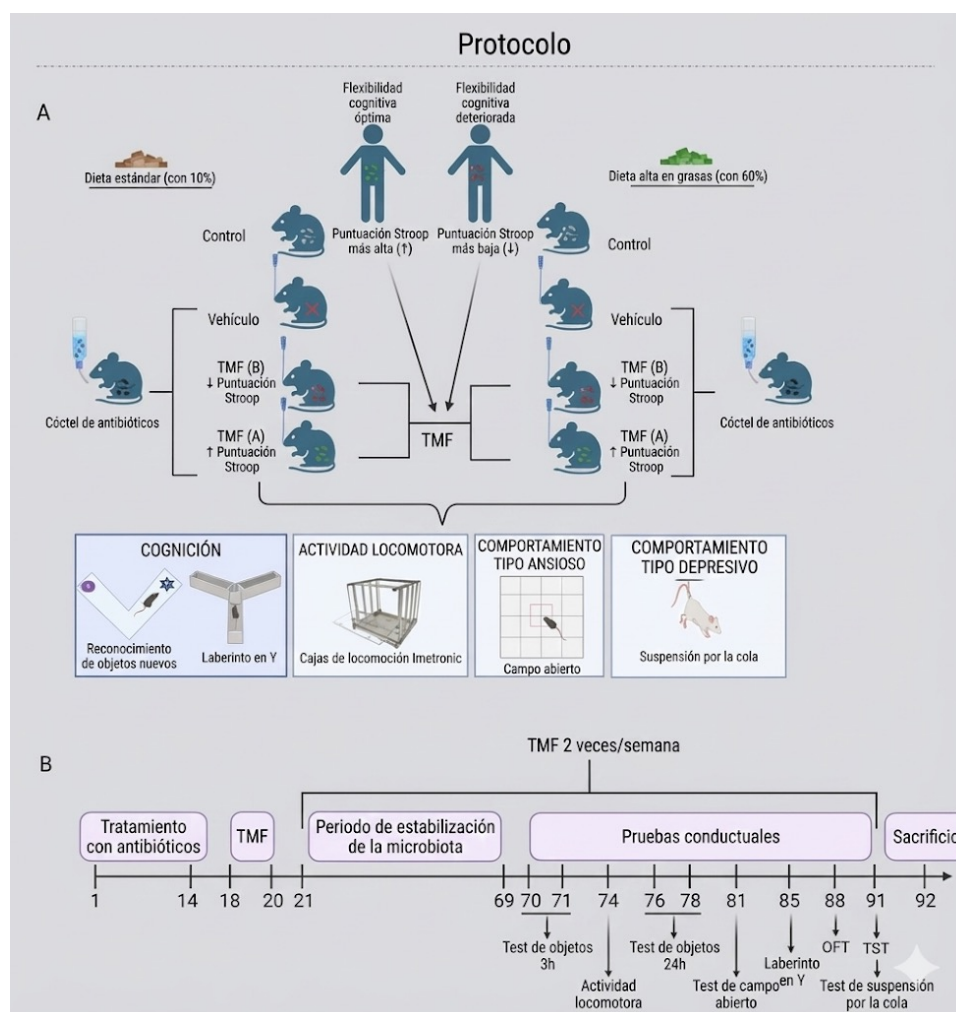 Protocolo
A
Flexibilidad
cognitiva
óptima
Flexibilidad
cognitiva
deteriorada
Dieta estándar (con 10%)
Dieta alta en grasas (con 60%)
Puntuación Stroop
más alta (↑)
Puntuación Stroop
más baja (↓)
Control
Control
Vehículo
Vehículo
TMF (B)
↓ Puntuación
Stroop
TMF (B)
↓ Puntuación
Stroop
Cóctel de antibióticos
TMF
Cóctel de antibióticos
TMF (A)
↑ Puntuación
Stroop
TMF (A)
↑ Puntuación
Stroop
COGNICIÓN
Reconocimiento
de objetos nuevos
Laberinto en Y
ACTIVIDAD LOCOMOTORA
Cajas de locomoción Imetronic
COMPORTAMIENTO
TIPO ANSIOSO
Campo abierto
COMPORTAMIENTO
TIPO DEPRESIVO
Suspensión por la cola
B
TMF 2 veces/semana
Tratamiento
con antibióticos
TMF
Periodo de estabilización
de la microbiota
Pruebas conductuales
Sacrificio
1 14 18 20 21 69 70 71 74 76 78 81 85 88 91 92
Test de objetos
3h
Actividad
locomotora
Test de objetos
24h
Test de campo
abierto
Laberinto
en Y
OFT
TST
Test de suspensión
por la cola